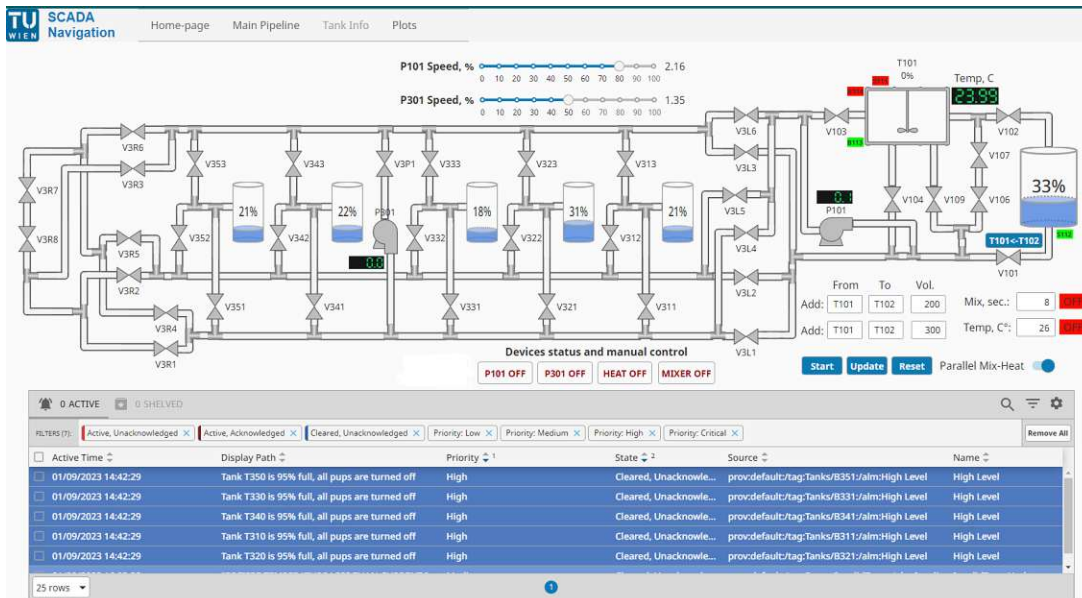 TU WIEN SCADA Navigation Home-page Main Pipeline Tank Info Plots
P101 Speed, % 2.16
0 10 20 30 40 50 60 70 80 90 100
P301 Speed, % 1.35
0 10 20 30 40 50 60 70 80 90 100
T101
0%
Temp, C
23.99
V3R6
V3R3
V3R7
V3R8
V3R5
V3R2
V3R4
V3R1
V353
V343
V3P1
V333
V323
V313
21%
22%
P301
18%
31%
21%
V352
V342
V332
V322
V312
0.0
V351
V341
V331
V321
V311
V3L6
V3L3
V3L5
V3L4
V3L2
V3L1
V103
B113
V102
V107
V104
V109
V106
0.1
P101
33%
B112
T101<-T102
V101
From To Vol.
Add: T101 T102 200
Add: T101 T102 300
Mix, sec.: 8 OFF
Temp, C°: 26 OFF
Start Update Reset Parallel Mix-Heat
Devices status and manual control
P101 OFF P301 OFF HEAT OFF MIXER OFF
0 ACTIVE 0 SHELVED
FILTERS (7): Active, Unacknowledged Active, Acknowledged Cleared, Unacknowledged Priority: Low Priority: Medium Priority: High Priority: Critical Remove All
Active Time Display Path Priority 1 State 2 Source Name
01/09/2023 14:42:29 Tank T350 is 95% full, all pups are turned off High Cleared, Unacknowle... prov:default:/tag:Tanks/B351:/alm:High Level High Level
01/09/2023 14:42:29 Tank T330 is 95% full, all pups are turned off High Cleared, Unacknowle... prov:default:/tag:Tanks/B331:/alm:High Level High Level
01/09/2023 14:42:29 Tank T340 is 95% full, all pups are turned off High Cleared, Unacknowle... prov:default:/tag:Tanks/B341:/alm:High Level High Level
01/09/2023 14:42:29 Tank T310 is 95% full, all pups are turned off High Cleared, Unacknowle... prov:default:/tag:Tanks/B311:/alm:High Level High Level
01/09/2023 14:42:29 Tank T320 is 95% full, all pups are turned off High Cleared, Unacknowle... prov:default:/tag:Tanks/B321:/alm:High Level High Level
25 rows 1